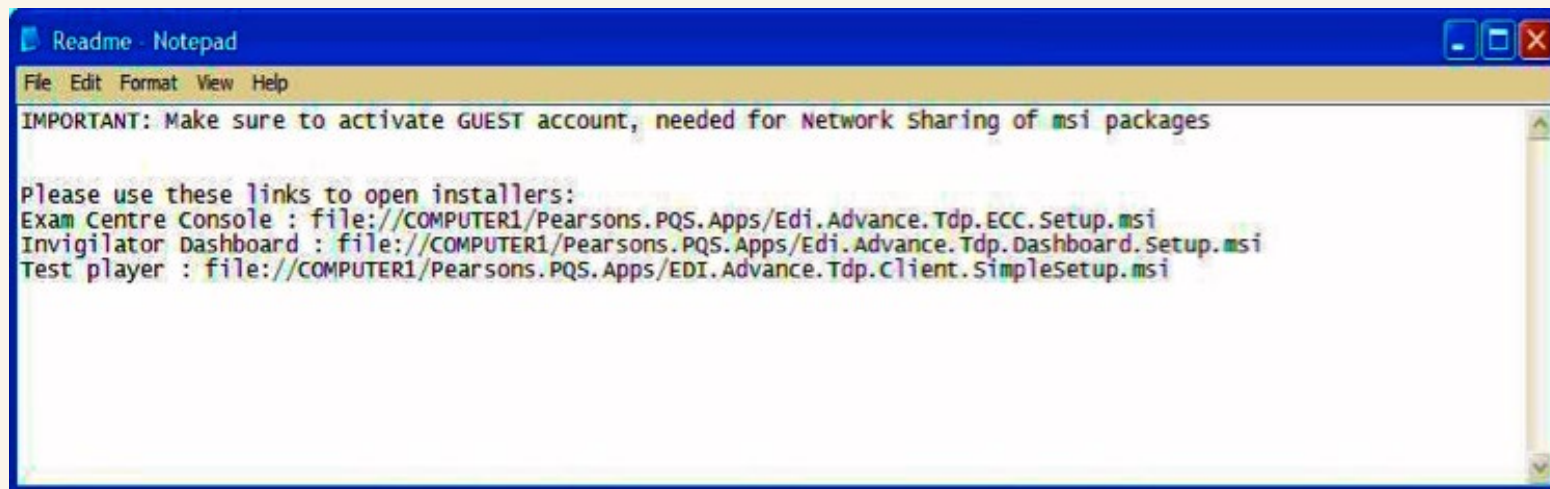 Readme - Notepad
File Edit Format View Help
IMPORTANT: Make sure to activate GUEST account, needed for Network Sharing of msi packages
Please use these links to open installers:
Exam Centre Console : file://COMPUTER1/Pearsons.PQS.Apps/Edi.Advance.Tdp.ECC.Setup.msi
Invigilator Dashboard : file://COMPUTER1/Pearsons.PQS.Apps/Edi.Advance.Tdp.Dashboard.Setup.msi
Test player : file://COMPUTER1/Pearsons.PQS.Apps/EDI.Advance.Tdp.Client.SimpleSetup.msi